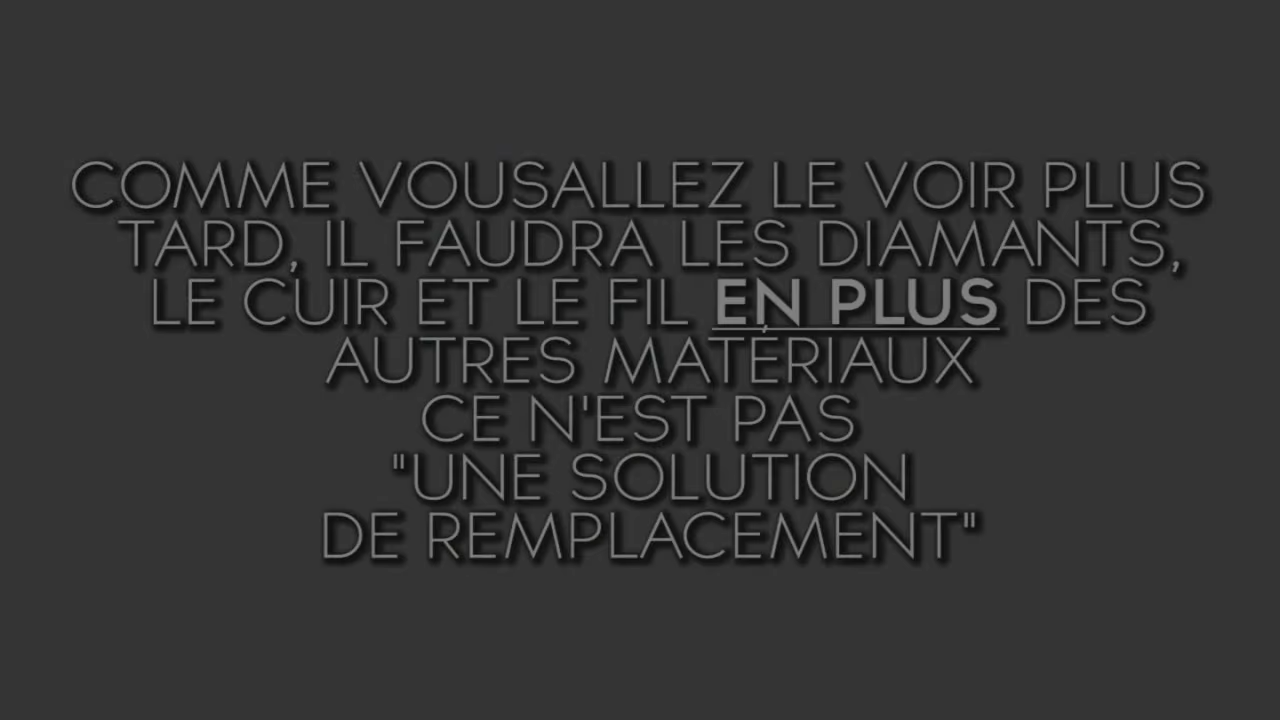 COMME VOUSALLEZ LE VOIR PLUS
TARD, IL FAUDRA LES DIAMANTS,
LE CUIR ET LE FIL EN PLUS DES
AUTRES MATÉRIAUX
CE N'EST PAS
"UNE SOLUTION
DE REMPLACEMENT"